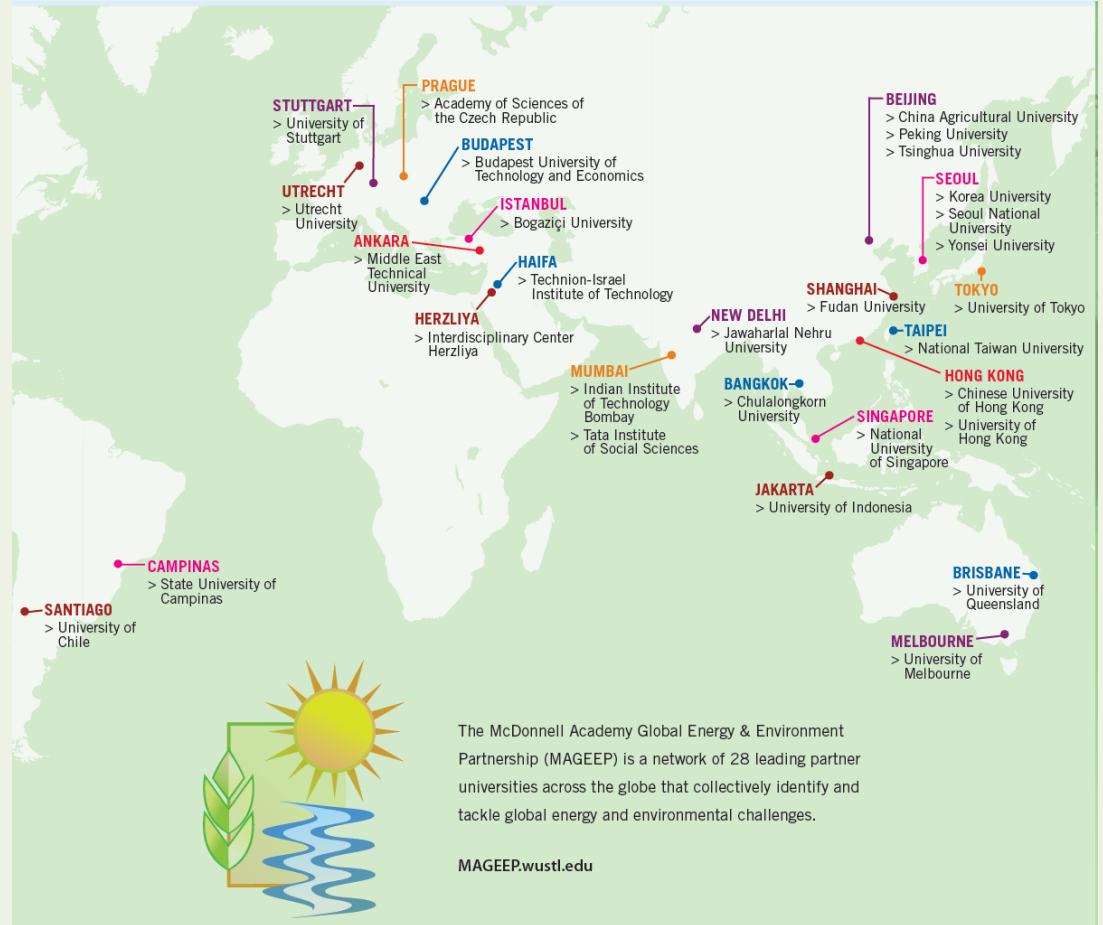 PRAGUE
> Academy of Sciences of
the Czech Republic
STUTTGART
> University of
Stuttgart
BUDAPEST
> Budapest University of
Technology and Economics
UTRECHT
> Utrecht
University
ISTANBUL
> Bogaziçi University
ANKARA
> Middle East
Technical
University
HAIFA
> Technion-Israel
Institute of Technology
HERZLIYA
> Interdisciplinary Center
Herzliya
BEIJING
> China Agricultural University
> Peking University
> Tsinghua University
SEOUL
> Korea University
> Seoul National
University
> Yonsei University
SHANGHAI
> Fudan University
TOKYO
> University of Tokyo
NEW DELHI
> Jawaharlal Nehru
University
TAIPEI
> National Taiwan University
MUMBAI
> Indian Institute
of Technology
Bombay
> Tata Institute
of Social Sciences
BANGKOK
> Chulalongkorn
University
HONG KONG
> Chinese University
of Hong Kong
> University of
Hong Kong
SINGAPORE
> National
University
of Singapore
JAKARTA
> University of Indonesia
CAMPINAS
> State University of
Campinas
SANTIAGO
> University of
Chile
BRISBANE
> University of
Queensland
MELBOURNE
> University of
Melbourne
The McDonnell Academy Global Energy & Environment
Partnership (MAGEEP) is a network of 28 leading partner
universities across the globe that collectively identify and
tackle global energy and environmental challenges.
MAGEEP.wustl.edu